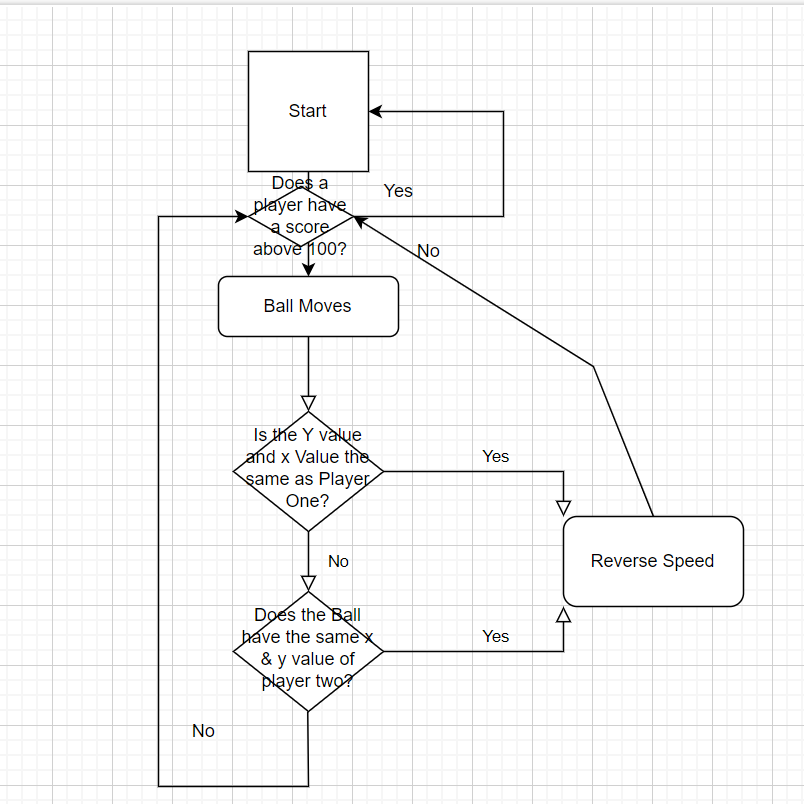 Start
Does a
player have
a score
above 100?
Yes
No
Ball Moves
Is the Y value
and x Value the
same as Player
One?
Yes
Reverse Speed
No
Does the Ball
have the same x
& y value of
player two?
Yes
No